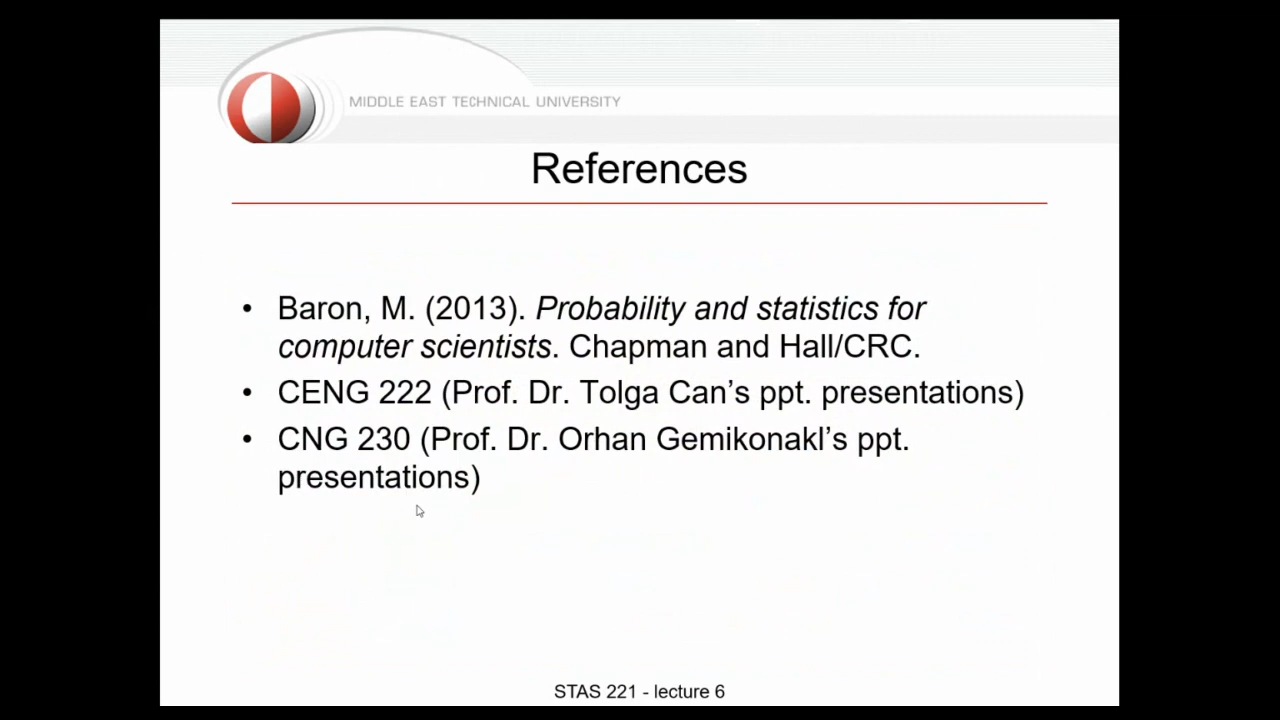 MIDDLE EAST TECHNICAL UNIVERSITY
References
• Baron, M. (2013). Probability and statistics for
computer scientists. Chapman and Hall/CRC.
• CENG 222 (Prof. Dr. Tolga Can’s ppt. presentations)
• CNG 230 (Prof. Dr. Orhan Gemikonakl’s ppt.
presentations)
STAS 221 - lecture 6